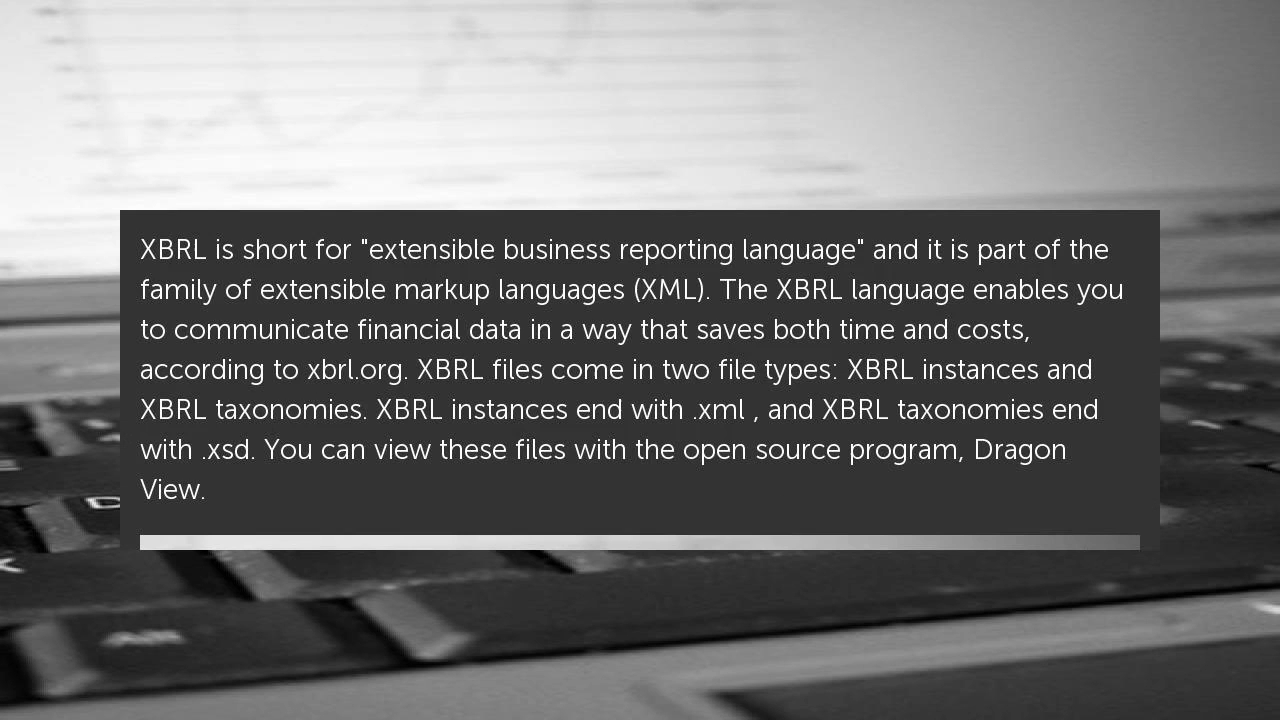 XBRL is short for "extensible business reporting language" and it is part of the
family of extensible markup languages (XML). The XBRL language enables you
to communicate financial data in a way that saves both time and costs,
according to xbrl.org. XBRL files come in two file types: XBRL instances and
XBRL taxonomies. XBRL instances end with .xml , and XBRL taxonomies end
with .xsd. You can view these files with the open source program, Dragon
View.